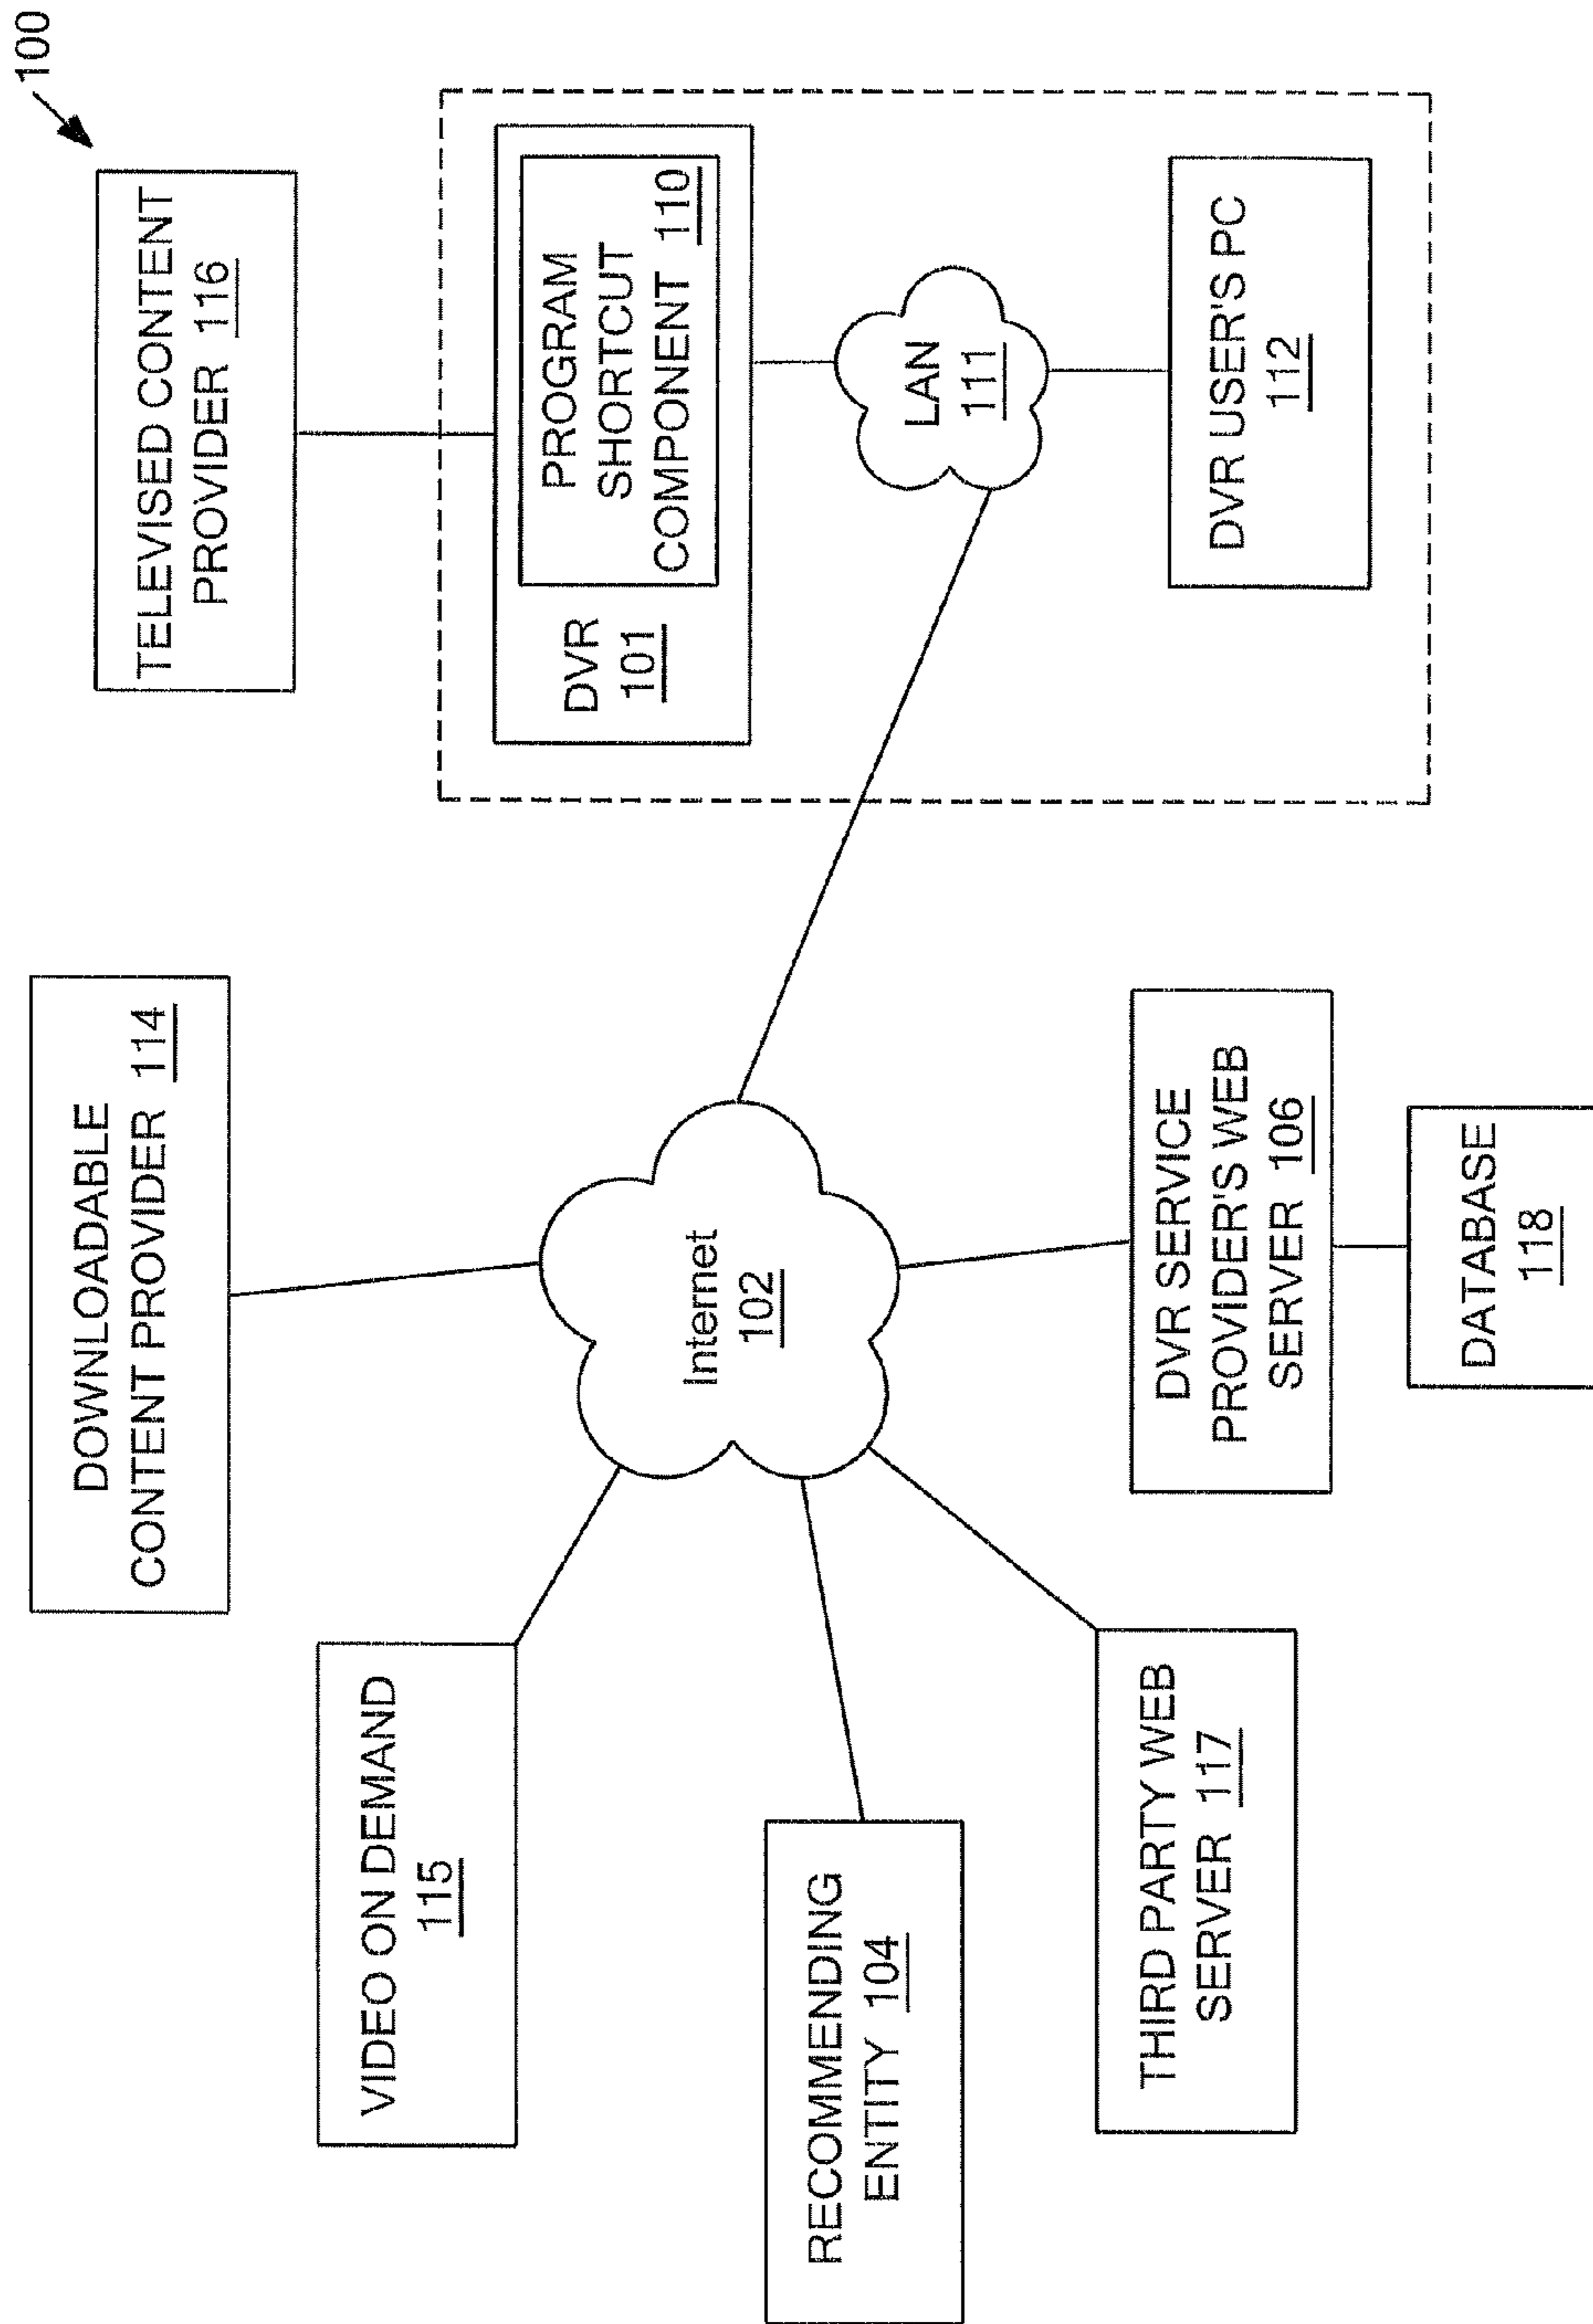 100
TELEVISED CONTENT
PROVIDER 116
PROGRAM
SHORTCUT
COMPONENT 110
DVR
101
LAN
111
DVR USER'S PC
112
DOWNLOADABLE
CONTENT PROVIDER 114
Internet
102
DVR SERVICE
PROVIDER'S WEB
SERVER 106
DATABASE
118
VIDEO ON DEMAND
115
RECOMMENDING
ENTITY 104
THIRD PARTY WEB
SERVER 117